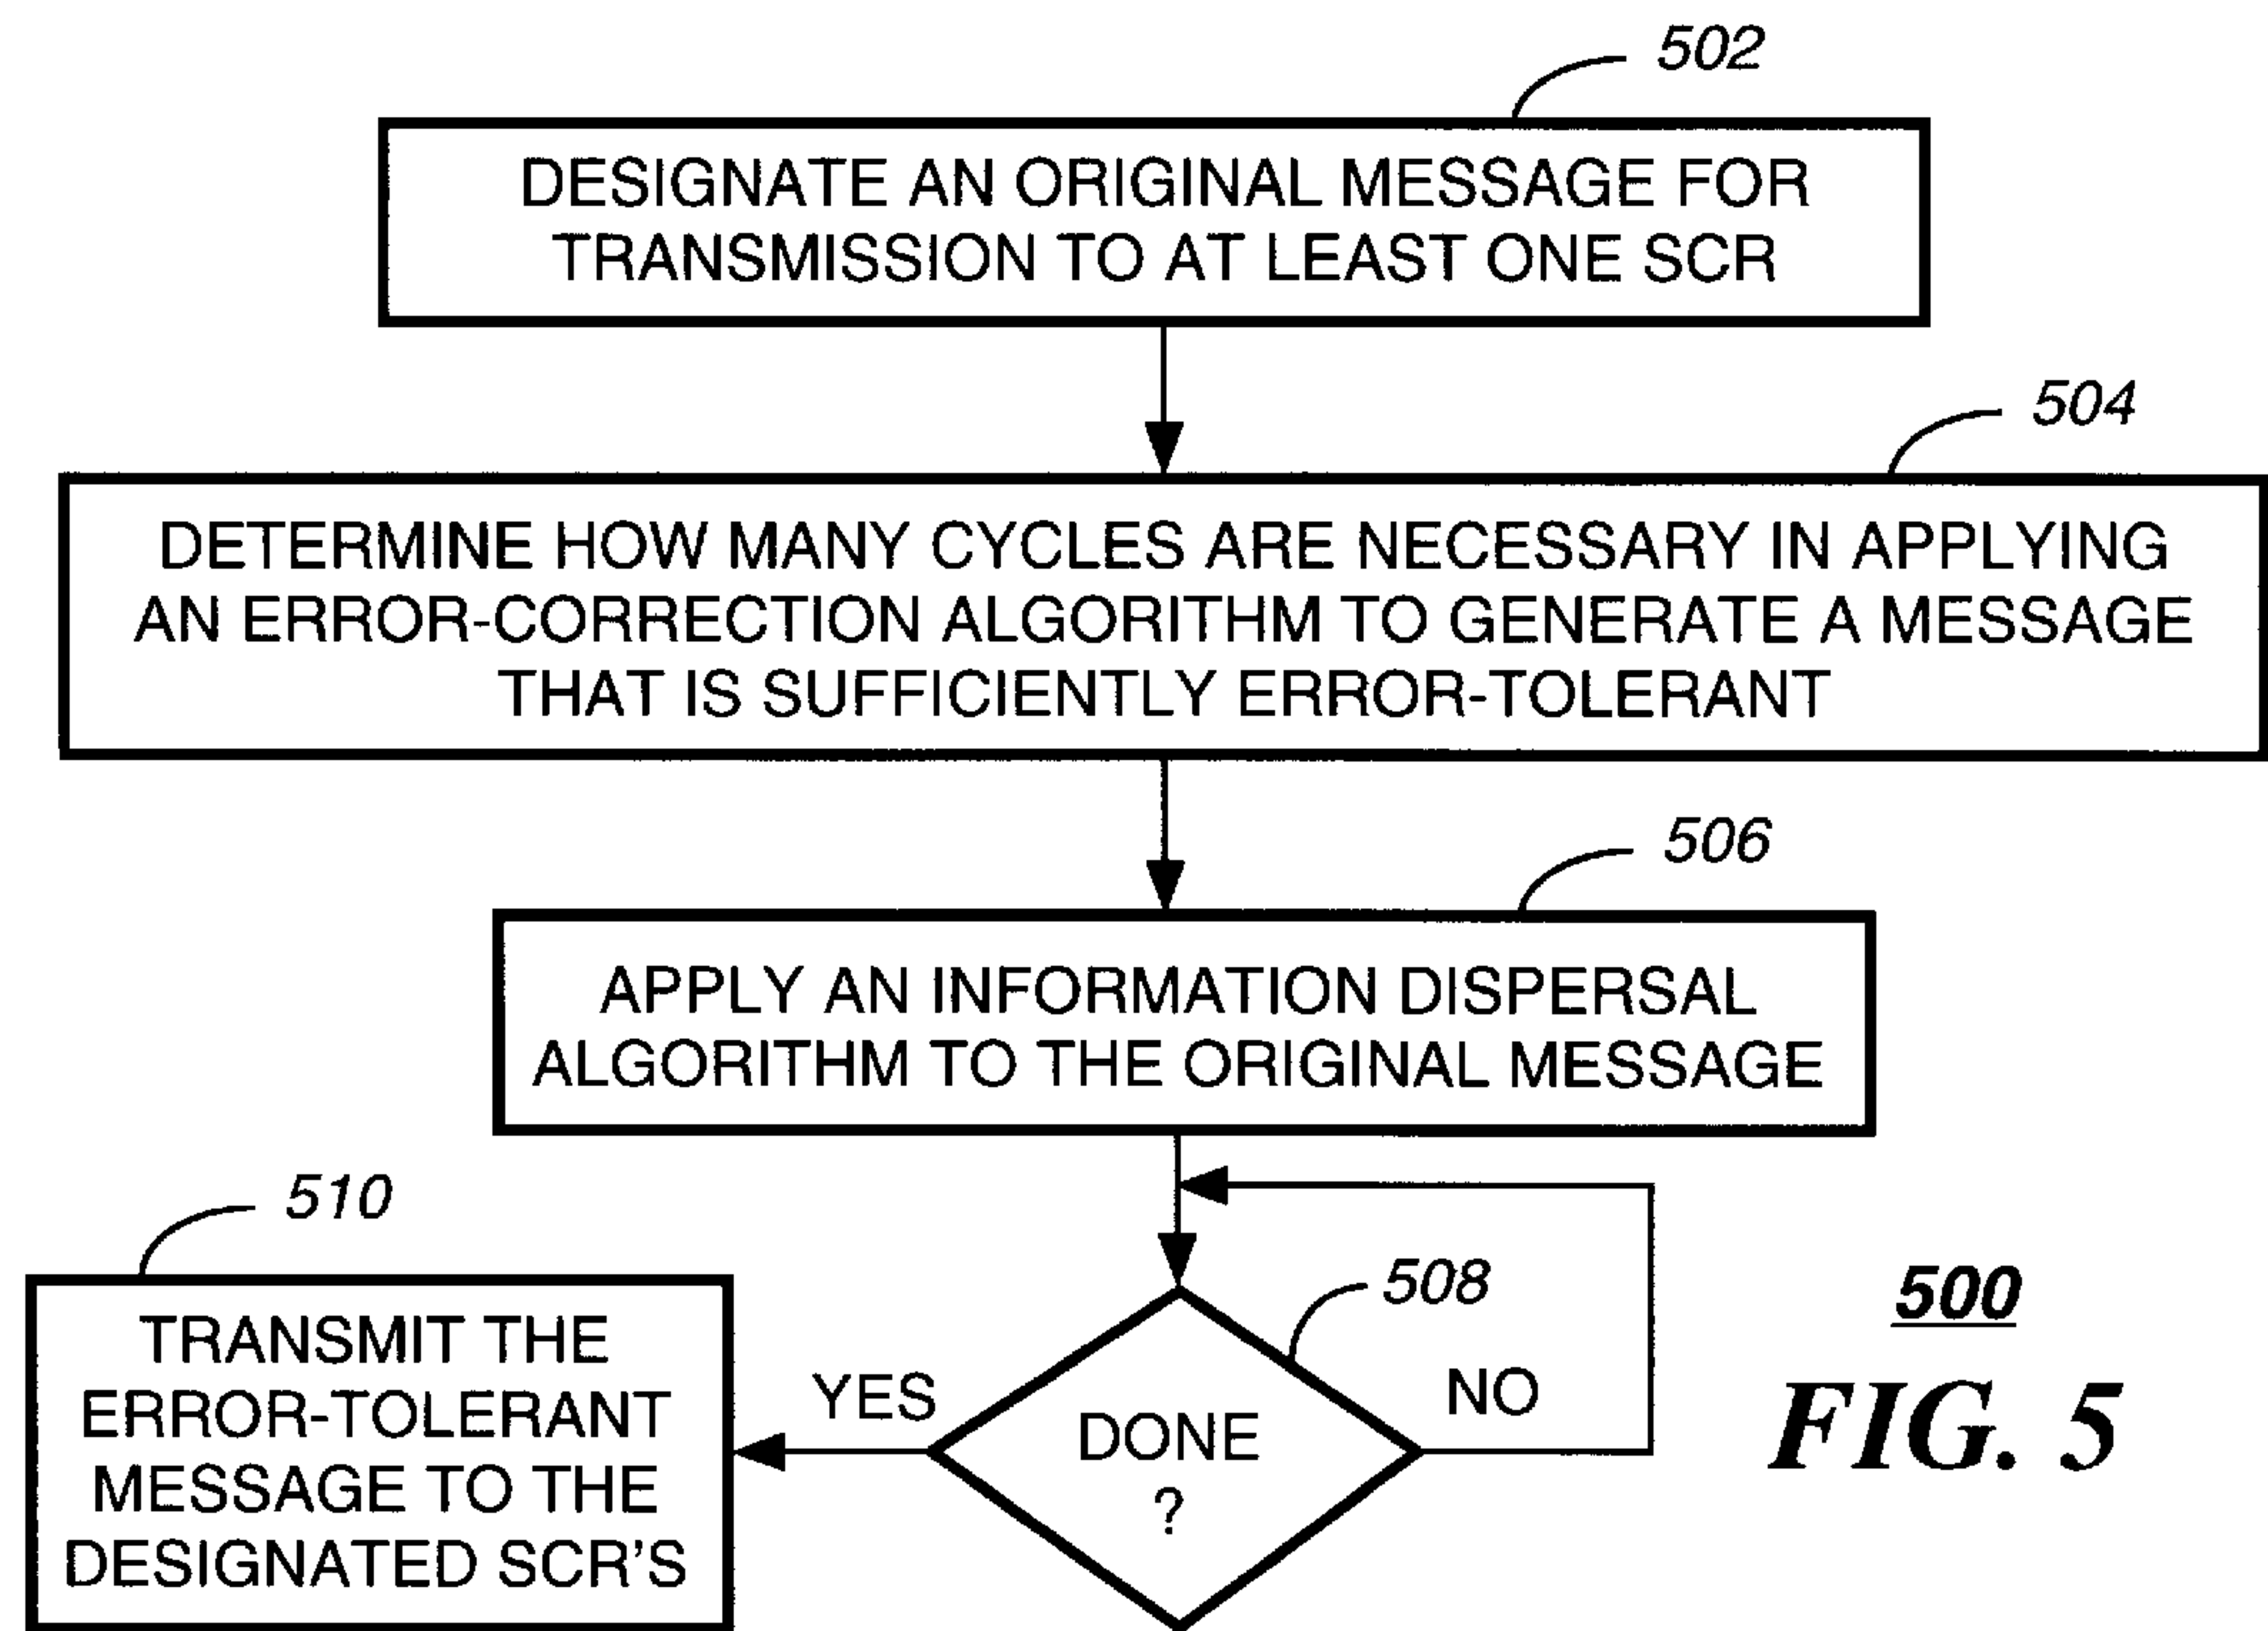 502
DESIGNATE AN ORIGINAL MESSAGE FOR
TRANSMISSION TO AT LEAST ONE SCR
504
DETERMINE HOW MANY CYCLES ARE NECESSARY IN APPLYING
AN ERROR-CORRECTION ALGORITHM TO GENERATE A MESSAGE
THAT IS SUFFICIENTLY ERROR-TOLERANT
506
APPLY AN INFORMATION DISPERSAL
ALGORITHM TO THE ORIGINAL MESSAGE
510
TRANSMIT THE
ERROR-TOLERANT
MESSAGE TO THE
DESIGNATED SCR'S
YES
508
DONE
?
NO
500
FIG. 5